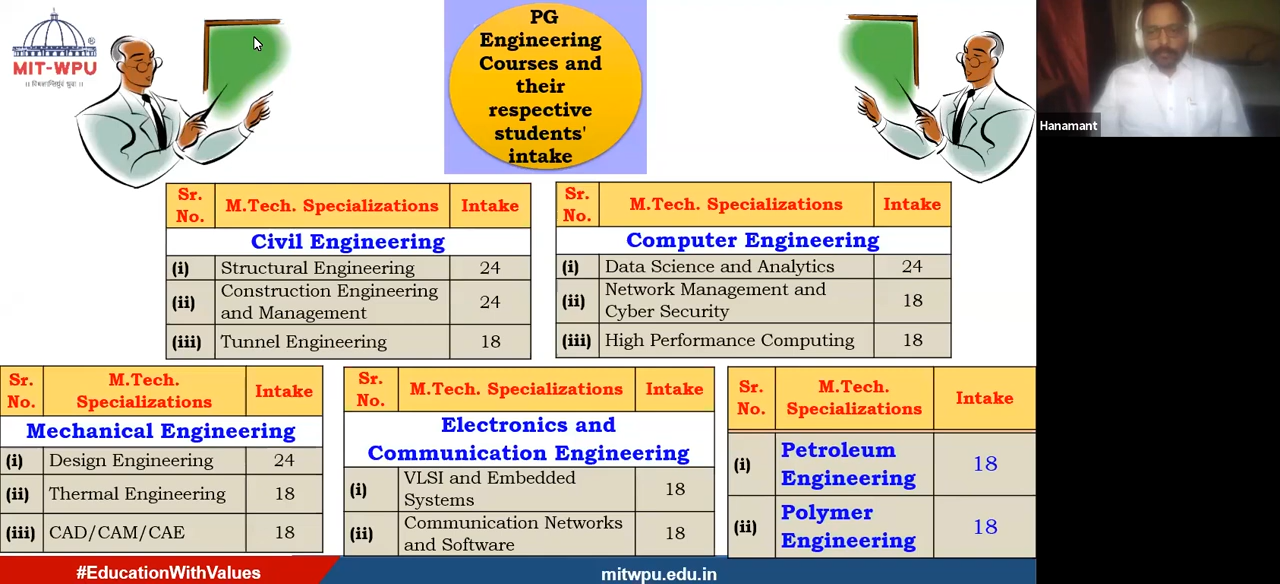 MIT-WPU
PG
Engineering
Courses and
their
respective
students'
intake
Hanamant
Sr.
No.
M.Tech. Specializations
Intake
Civil Engineering
(i) Structural Engineering 24
(ii) Construction Engineering
and Management 24
(iii) Tunnel Engineering 18
Sr.
No.
M.Tech. Specializations
Intake
Computer Engineering
(i) Data Science and Analytics 24
(ii) Network Management and
Cyber Security 18
(iii) High Performance Computing 18
Sr.
No.
M.Tech.
Specializations
Intake
Mechanical Engineering
(i) Design Engineering 24
(ii) Thermal Engineering 18
(iii) CAD/CAM/CAE 18
Sr.
No.
M.Tech. Specializations
Intake
Electronics and
Communication Engineering
(i) VLSI and Embedded
Systems 18
(ii) Communication Networks
and Software 18
Sr.
No.
M.Tech.
Specializations
Intake
(i) Petroleum
Engineering 18
(ii) Polymer
Engineering 18
#EducationWithValues
mitwpu.edu.in